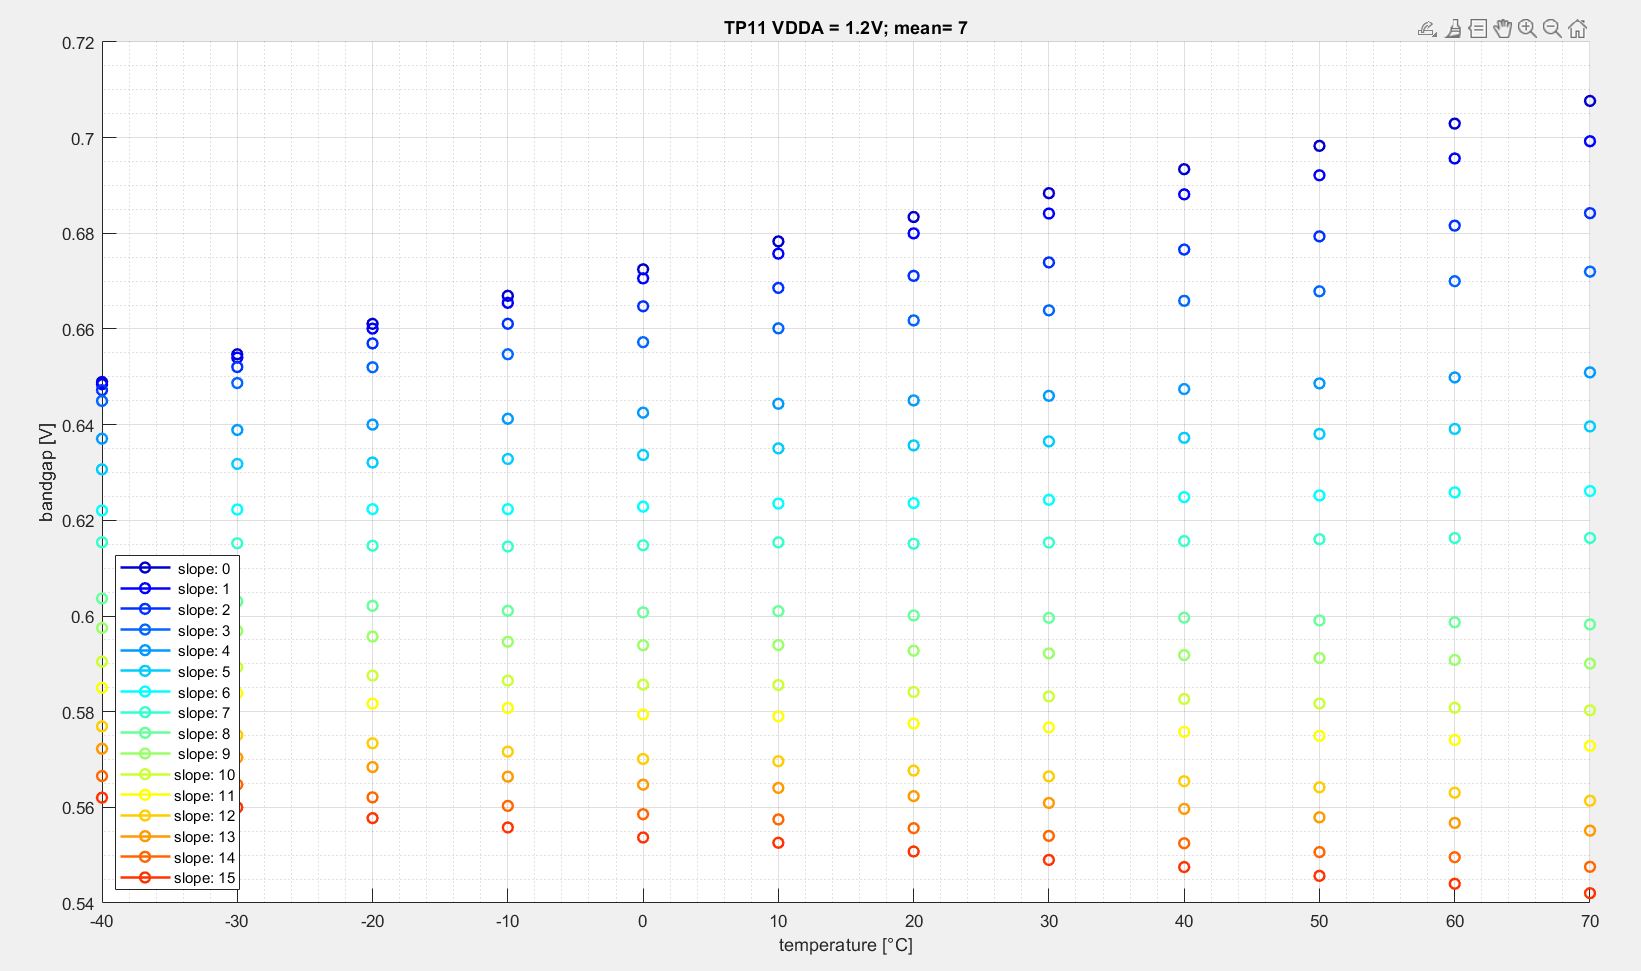 TP11 VDDA = 1.2V; mean= 7
0.72
0.7
0.68
0.66
0.64
0.62
0.6
0.58
0.56
0.54
bandgap [V]
slope: 0
slope: 1
slope: 2
slope: 3
slope: 4
slope: 5
slope: 6
slope: 7
slope: 8
slope: 9
slope: 10
slope: 11
slope: 12
slope: 13
slope: 14
slope: 15
-40 -30 -20 -10 0 10 20 30 40 50 60 70
temperature [°C]